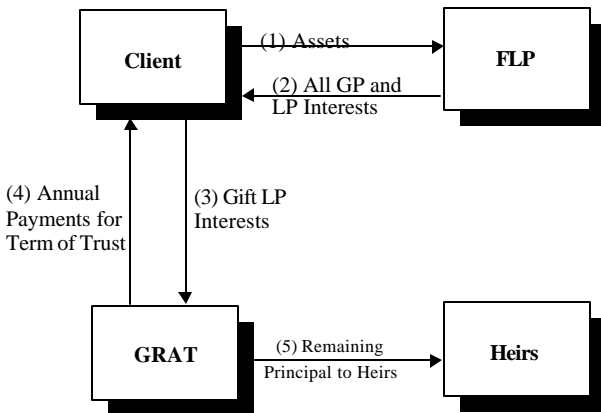 Client
(1) Assets
FLP
(2) All GP and
LP Interests
(4) Annual
Payments for
Term of Trust
(3) Gift LP
Interests
GRAT
(5) Remaining
Principal to Heirs
Heirs